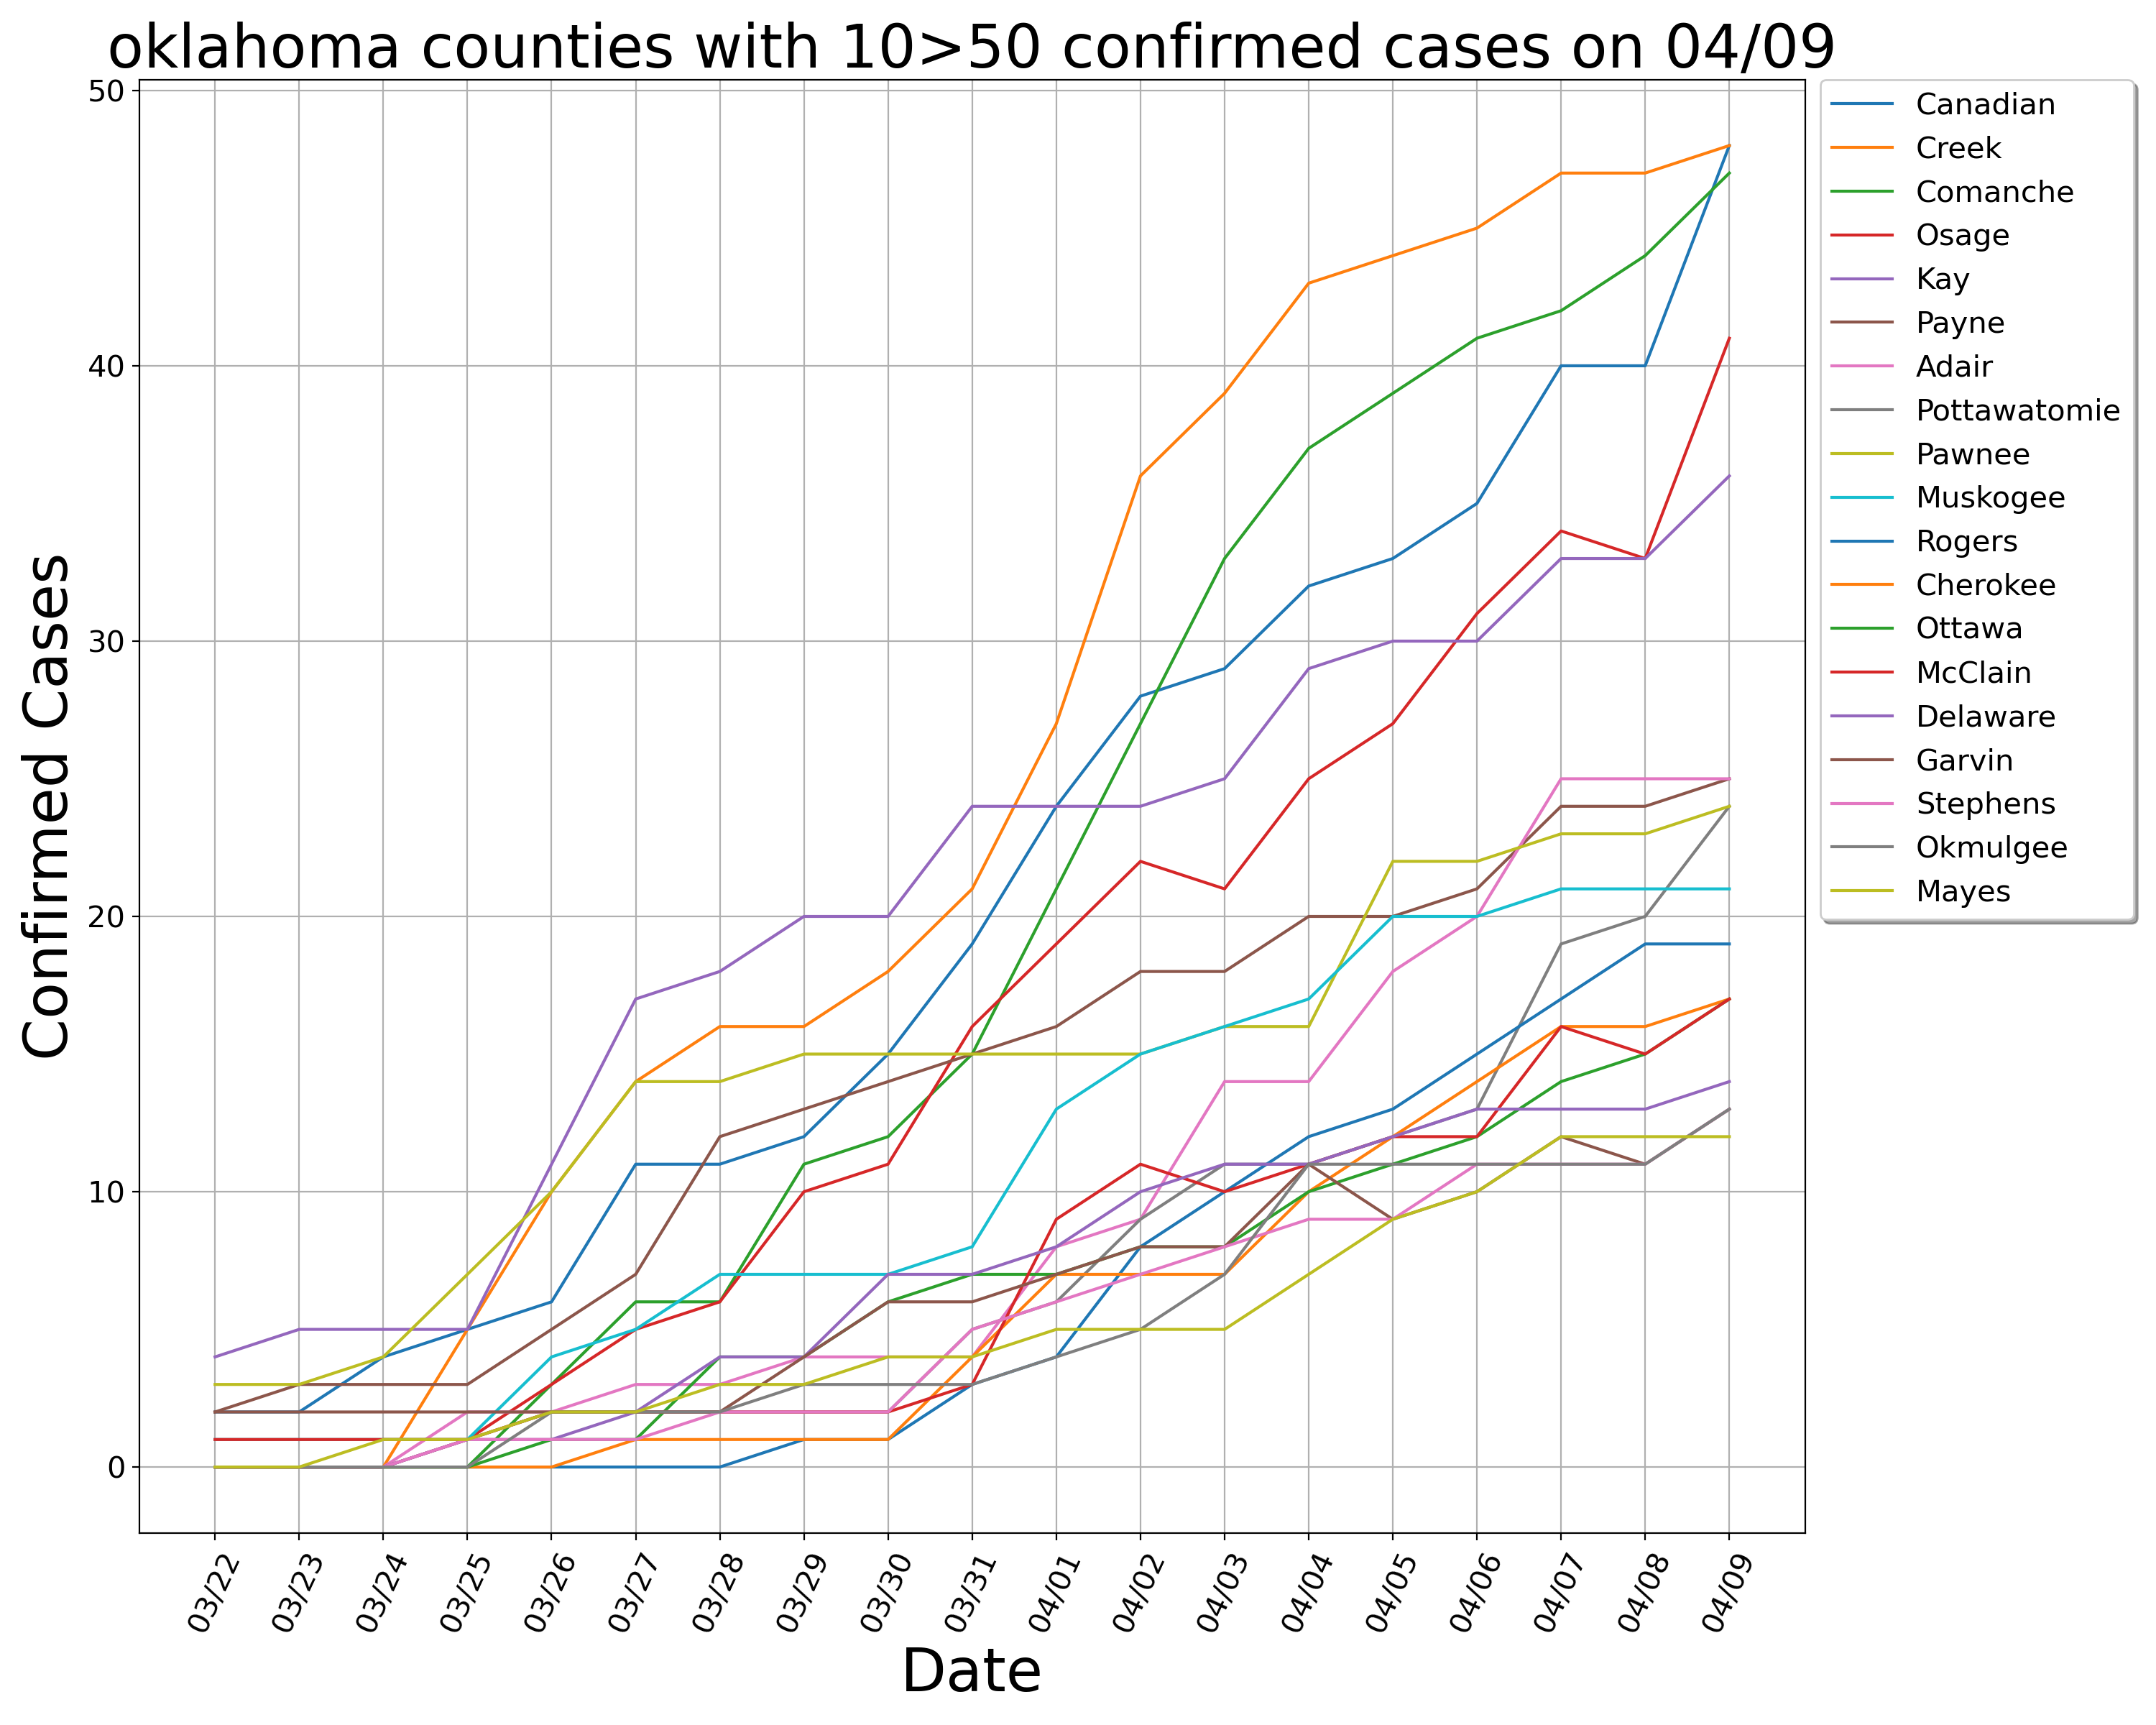 oklahoma counties with 10>50 confirmed cases on 04/09
50
40
30
20
10
0
Confirmed Cases
03/22
03/23
03/24
03/25
03/26
03/27
03/28
03/29
03/30
03/31
04/01
04/02
04/03
04/04
04/05
04/06
04/07
04/08
04/09
Date
Canadian
Creek
Comanche
Osage
Kay
Payne
Adair
Pottawatomie
Pawnee
Muskogee
Rogers
Cherokee
Ottawa
McClain
Delaware
Garvin
Stephens
Okmulgee
Mayes